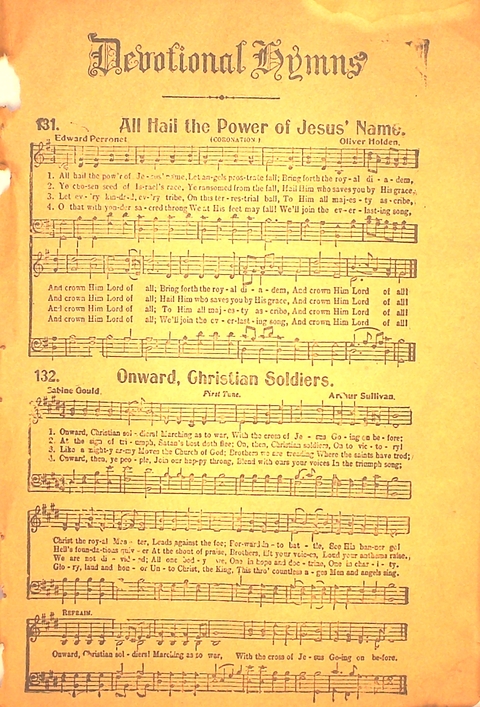 Devotional Hymns
131. All Hail the Power of Jesus' Name.
Edward Perronet (CORONATION) Oliver Holden.
1. All hail the pow'r of Je-sus' name, Let an-gels pros-trate fall; Bring forth the roy-al di-a-dem,
2. Ye cho-sen seed of Is-rael's race, Ye ransomed from the fall, Hail Him who saves you by His grace,
3. Let ev-'ry kin-dred, ev-'ry tribe, On this ter-res-trial ball, To Him all maj-es-ty as-cribe,
4. O that with yon-der sa-cred throng We at His feet may fall! We'll join the ev-er-last-ing song,
And crown Him Lord of all; Bring forth the roy-al di-a-dem, And crown Him Lord of all!
And crown Him Lord of all; Hail Him who saves you by His grace, And crown Him Lord of all!
And crown Him Lord of all; To Him all maj-es-ty as-cribe, And crown Him Lord of all!
And crown Him Lord of all; We'll join the ev-er-last-ing song, And crown Him Lord of all!
132. Onward, Christian Soldiers.
Sabine Gould. First Tune. Arthur Sullivan.
1. Onward, Christian sol-diers! Marching as to war, With the cross of Je-sus Go-ing on be-fore;
2. At the sign of tri-umph, Satan's host doth flee; On, then, Christian soldiers, On to vic-to-ry!
3. Like a might-y ar-my Moves the Church of God; Brothers we are treading Where the saints have trod;
4. Onward, then, ye peo-ple, Join our hap-py throng, Blend with ours your voices In the triumph song;
Christ the roy-al Mas-ter, Leads against the foe; For-ward in-to bat-tle, See His ban-ner go!
Hell's foun-da-tions quiv-er At the shout of praise, Brothers, lift your voices, Loud your anthems raise.
We are not di-vid-ed; All one bod-y we, One in hope and doc-trine, One in char-i-ty.
Glo-ry, laud and hon-or Un-to Christ, the King, This thro' countless a-ges Men and angels sing.
REFRAIN.
Onward, Christian sol-diers! Marching as to war, With the cross of Je-sus Go-ing on be-fore.